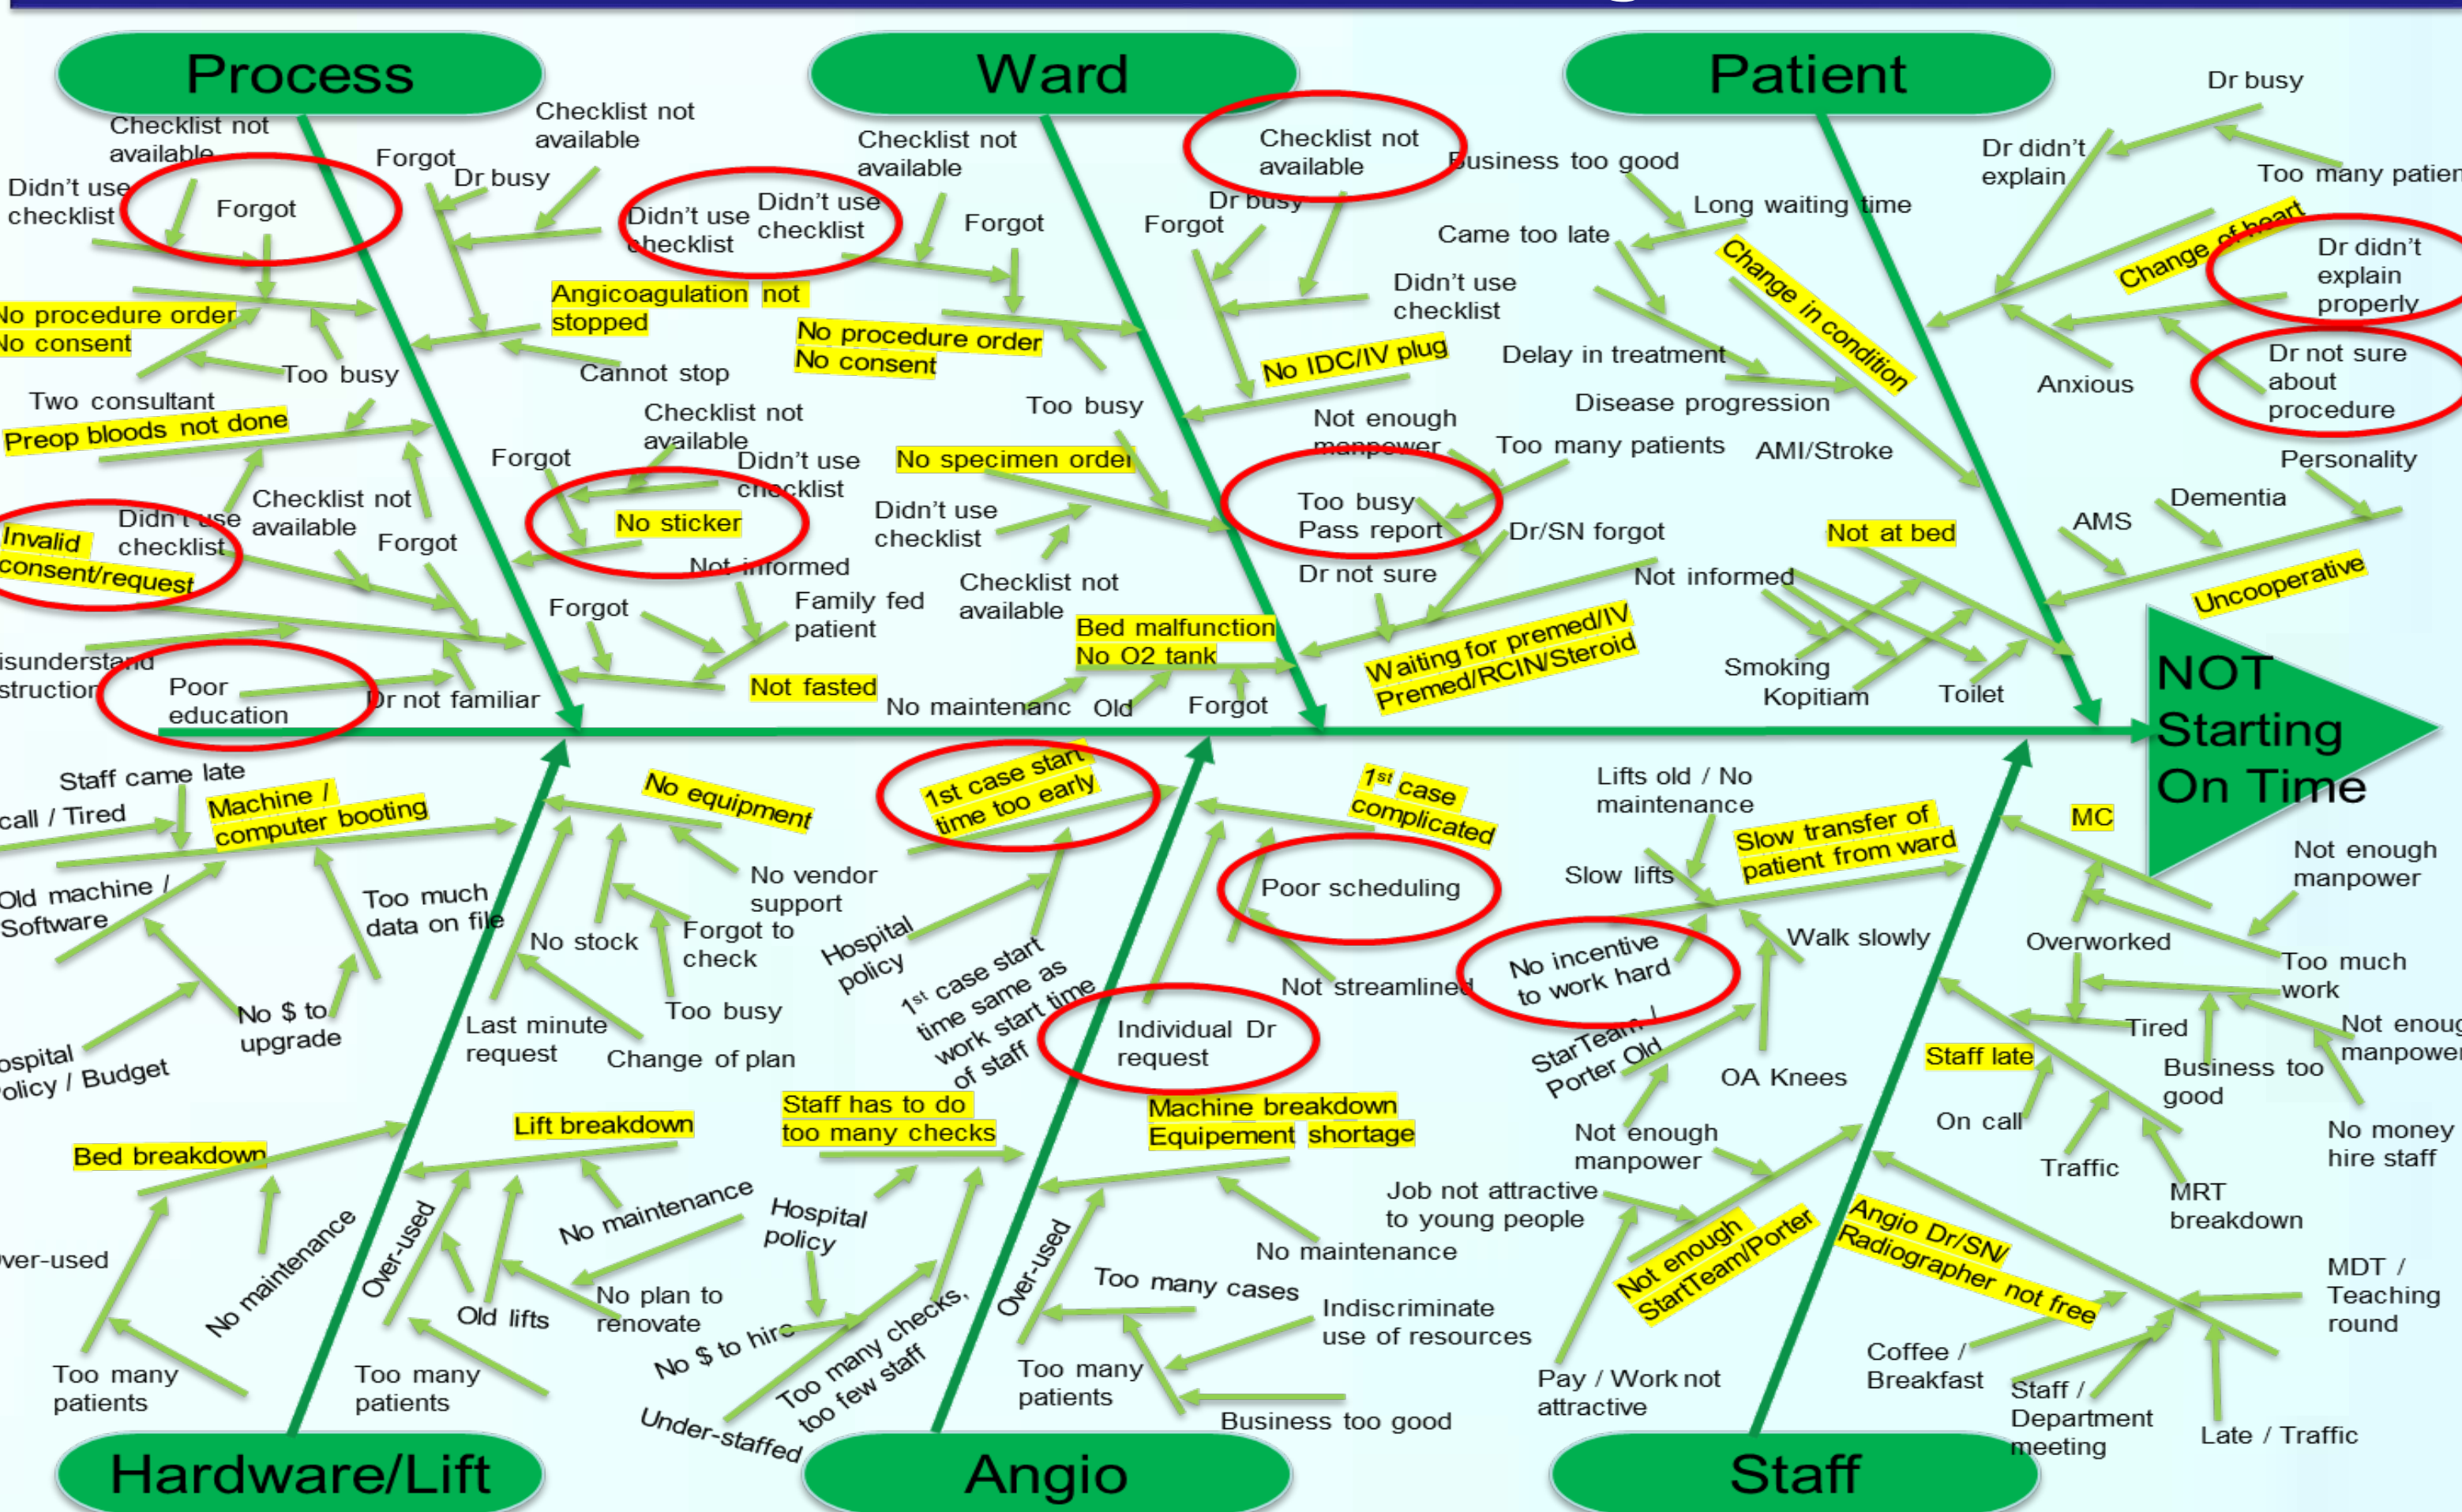 Process
Ward
Patient
Checklist not
available
Didn't use
checklist
Forgot
No procedure order
No consent
Too busy
Two consultant
Forgot
Dr busy
Checklist not
available
Didn't use
checklist
Angicoagulation not
stopped
Cannot stop
Preop bloods not done
Didn't use
checklist
Checklist not
available
Forgot
Invalid
consent/request
Poor
education
Dr not familiar
Forgot
Checklist not
available
Didn't use
checklist
No sticker
Not informed
Forgot
Family fed
patient
Not fasted
Didn't use
checklist
Checklist not
available
Forgot
No procedure order
No consent
Too busy
No specimen order
Didn't use
checklist
Checklist not
available
Bed malfunction
No O2 tank
No maintenanc
Old
Forgot
Checklist not
available
Dr busy
Forgot
Didn't use
checklist
No IDC/IV plug
Not enough
manpower
Too many patients
Too busy
Pass report
Dr/SN forgot
Dr not sure
Waiting for premed/IV
Premed/RCIN/Steroid
Business too good
Long waiting time
Came too late
Change in condition
Delay in treatment
Disease progression
AMI/Stroke
Not at bed
Not informed
Smoking
Kopitiam
Toilet
Dr busy
Dr didn't
explain
Too many patien
Change of heart
Dr didn't
explain
properly
Dr not sure
about
procedure
Anxious
Personality
Dementia
AMS
Uncooperative
NOT
Starting
On Time
Staff came late
call / Tired
Machine /
computer booting
Old machine /
Software
Too much
data on file
No $ to
upgrade
Policy / Budget
No equipment
No vendor
support
No stock
Forgot to
check
Too busy
Last minute
request
Change of plan
Bed breakdown
No maintenance
Too many
patients
Lift breakdown
Over-used
No maintenance
Old lifts
No plan to
renovate
Too many
patients
1st case start
time too early
Hospital
policy
1st case start
time same as
work start time
of staff
1st case
complicated
Poor scheduling
Not streamlined
Individual Dr
request
Staff has to do
too many checks
Hospital
policy
No $ to hire
Too many checks,
too few staff
Under-staffed
Machine breakdown
Equipement shortage
Over-used
No maintenance
Too many cases
Indiscriminate
use of resources
Too many
patients
Business too good
Lifts old / No
maintenance
Slow transfer of
patient from ward
Slow lifts
No incentive
to work hard
Walk slowly
StarTeam /
Porter Old
OA Knees
Not enough
manpower
Job not attractive
to young people
Not enough
StartTeam/Porter
Pay / Work not
attractive
MC
Not enough
manpower
Overworked
Too much
work
Tired
Business too
good
Not enoug
manpower
No money
hire staff
Staff late
On call
Traffic
MRT
breakdown
Angio Dr/SN/
Radiographer not free
MDT /
Teaching
round
Coffee /
Breakfast
Staff /
Department
meeting
Late / Traffic
Hardware/Lift
Angio
Staff